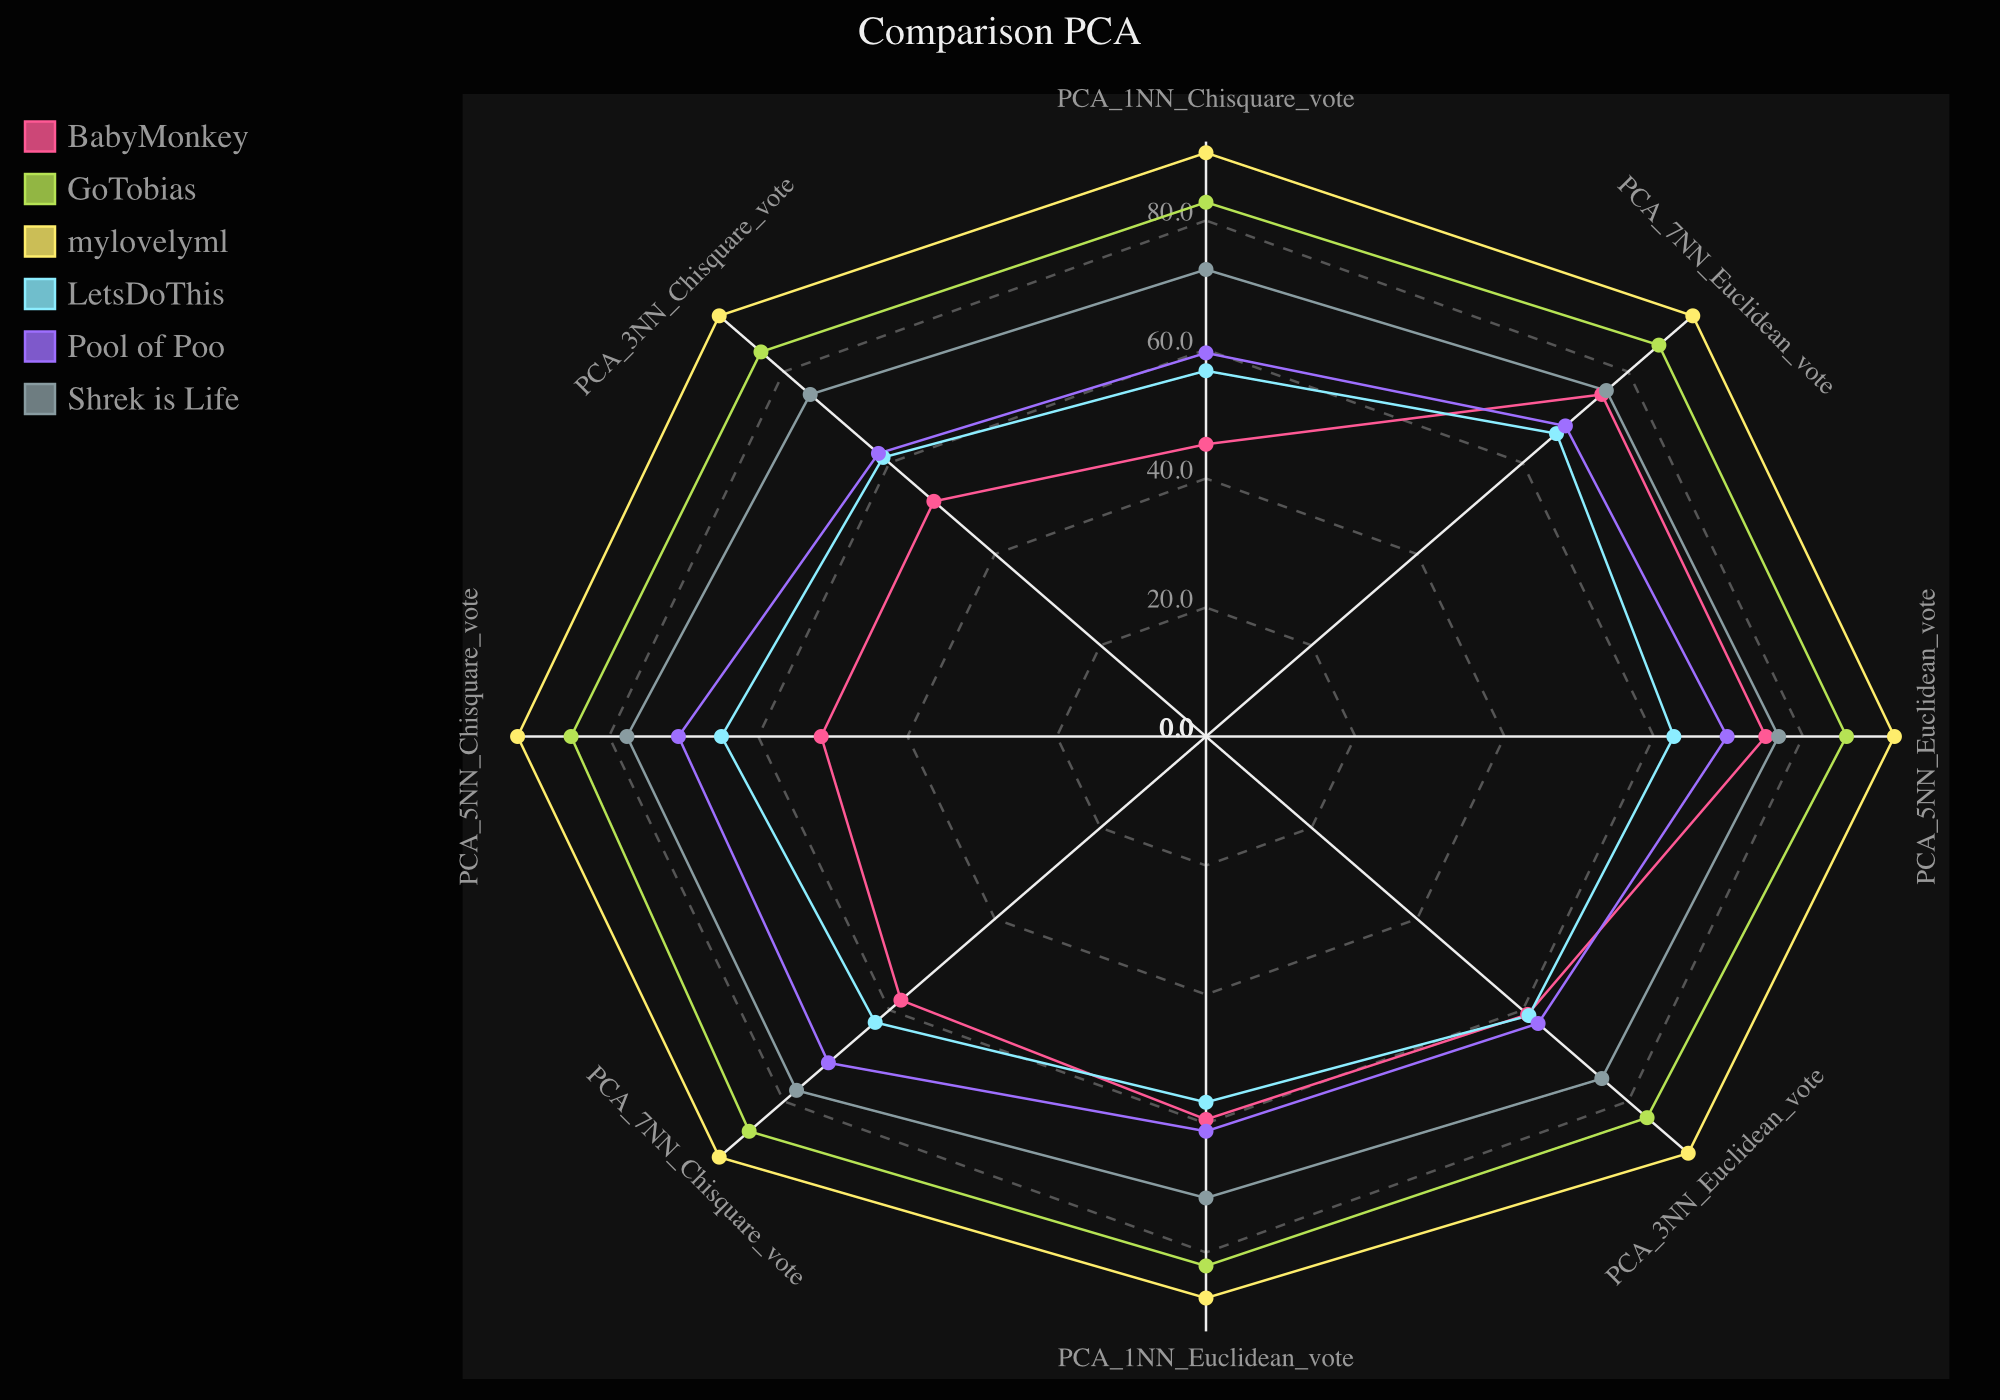 Comparison PCA
BabyMonkey
GoTobias
mylovelyml
LetsDoThis
Pool of Poo
Shrek is Life
PCA_1NN_Chisquare_vote
PCA_3NN_Chisquare_vote
PCA_7NN_Euclidean_vote
80.0
60.0
40.0
20.0
0.0
PCA_5NN_Chisquare_vote
PCA_5NN_Euclidean_vote
PCA_7NN_Chisquare_vote
PCA_3NN_Euclidean_vote
PCA_1NN_Euclidean_vote